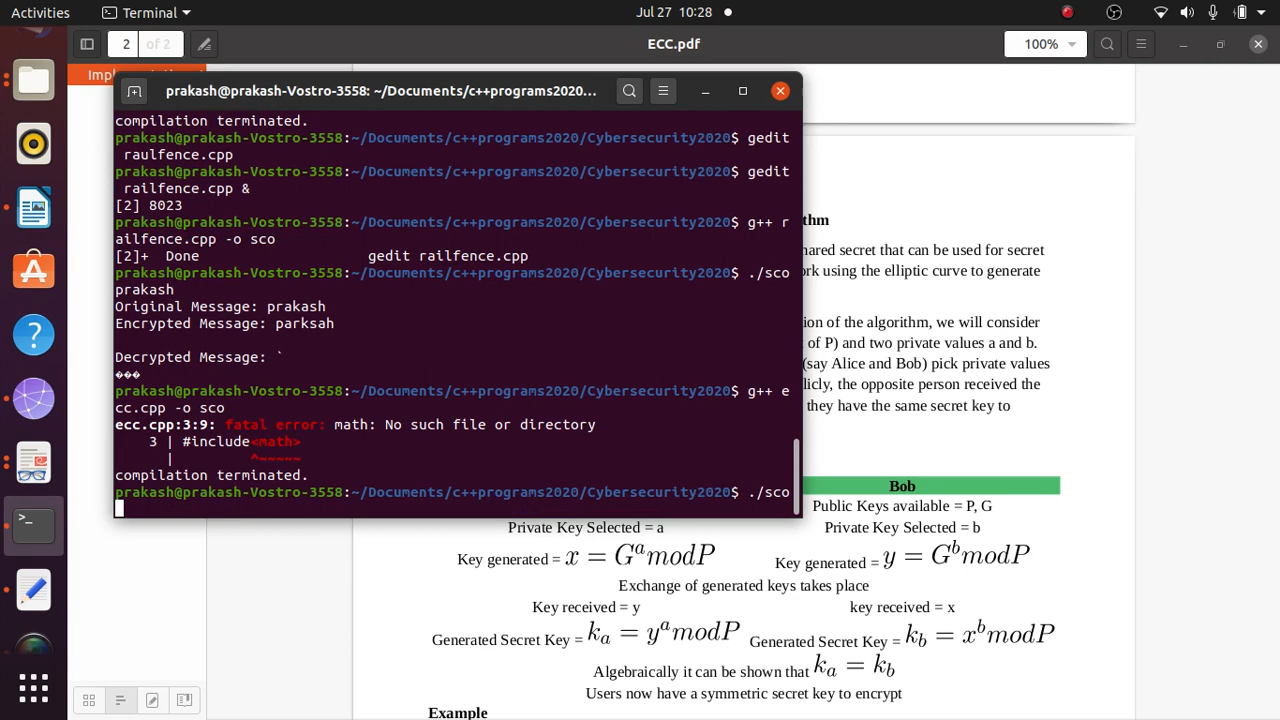 Activities Terminal Jul 27 10:28
2 of 2 ECC.pdf 100%
prakash@prakash-Vostro-3558: ~/Documents/c++programs2020...
compilation terminated.
prakash@prakash-Vostro-3558:~/Documents/c++programs2020/Cybersecurity2020$ gedit
raulfence.cpp
prakash@prakash-Vostro-3558:~/Documents/c++programs2020/Cybersecurity2020$ gedit
railfence.cpp &
[2] 8023
prakash@prakash-Vostro-3558:~/Documents/c++programs2020/Cybersecurity2020$ g++ r
ailfence.cpp -o sco
[2]+ Done gedit railfence.cpp
prakash@prakash-Vostro-3558:~/Documents/c++programs2020/Cybersecurity2020$ ./sco
prakash
Original Message: prakash
Encrypted Message: parksah
Decrypted Message: `
���
prakash@prakash-Vostro-3558:~/Documents/c++programs2020/Cybersecurity2020$ g++ e
cc.cpp -o sco
ecc.cpp:3:9: fatal error: math: No such file or directory
3 | #include<math>
| ^~~~~~
compilation terminated.
prakash@prakash-Vostro-3558:~/Documents/c++programs2020/Cybersecurity2020$ ./sco
thm
ared secret that can be used for secret
rk using the elliptic curve to generate
ion of the algorithm, we will consider
of P) and two private values a and b.
(say Alice and Bob) pick private values
licly, the opposite person received the
they have the same secret key to
Bob
Public Keys available = P, G
Private Key Selected = a Private Key Selected = b
Key generated = x = G^a mod P Key generated = y = G^b mod P
Exchange of generated keys takes place
Key received = y key received = x
Generated Secret Key = k_a = y^a mod P Generated Secret Key = k_b = x^b mod P
Algebraically it can be shown that k_a = k_b
Users now have a symmetric secret key to encrypt
Example